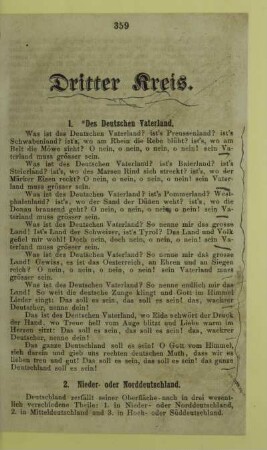 359
Dritter Kreis.
1. *Des Deutschen Vaterland.
Was ist des Deutschen Vaterland? ist's Preussenland? ist's
Schwabenland? ist's, wo am Rhein die Rebe blüht? ist's, wo am
Belt die Möwe zieht? O nein, o nein, o nein! sein Va-
terland muss grösser sein.
Was ist des Deutschen Vaterland? ist's Baierland? ist's
Steierland? ist's, wo des Marsen Rind sich streckt? ist's, wo der
Märker Eisen reckt? O nein, o nein, o nein! sein Vater-
land muss grösser sein.
Was ist des Deutschen Vaterland? ist's Pommerland? West-
phalenland? ist's, wo der Sand der Dünen weht? ist's, wo die
Donau brausend geht? O nein, o nein, o nein; sein Va-
terland muss grösser sein.
Was ist des Deutschen Vaterland? So nenne mir das grosse
Land! ist's Land der Schweizer, ist's Tyrol? Das Land und Volk
gefiel mir wohl! Doch nein, doch nein, o nein! sein Vaterland
muss grösser sein.
Was ist des Deutschen Vaterland? So nenne mir das grosse
Land! Gewiss, es ist das Oesterreich, an Ehren und an Siegen
reich? O nein, o nein, o nein! sein Vaterland muss
grösser sein.
Was ist des Deutschen Vaterland? So nenne endlich mir das
Land! So weit die deutsche Zunge klingt und Gott im Himmel
Lieder singt: Das soll es sein, das soll es sein! das, wackrer
Deutscher, nenne dein!
Das ist des Deutschen Vaterland, wo Eide schwört der Druck
der Hand, wo Treue hell vom Auge blitzt und Liebe warm im
Herzen sitzt: Das soll es sein, das soll es sein! das, wackrer
Deutscher, nenne dein!
Das ganze Deutschland soll es sein! O Gott vom Himmel,
sieh darein und gieb uns rechten deutschen Muth, dass wir es
lieben treu und gut! Das soll es sein, das soll es sein! das ganze
Deutschland soll es sein!
2. Nieder- oder Norddeutschland.
Deutschland zerfällt seiner Oberfläche nach in drei wesent-
lich verschiedene Theile: 1. in Nieder- oder Norddeutschland,
2. in Mitteldeutschland und 3. in Hoch- oder Süddeutschland.